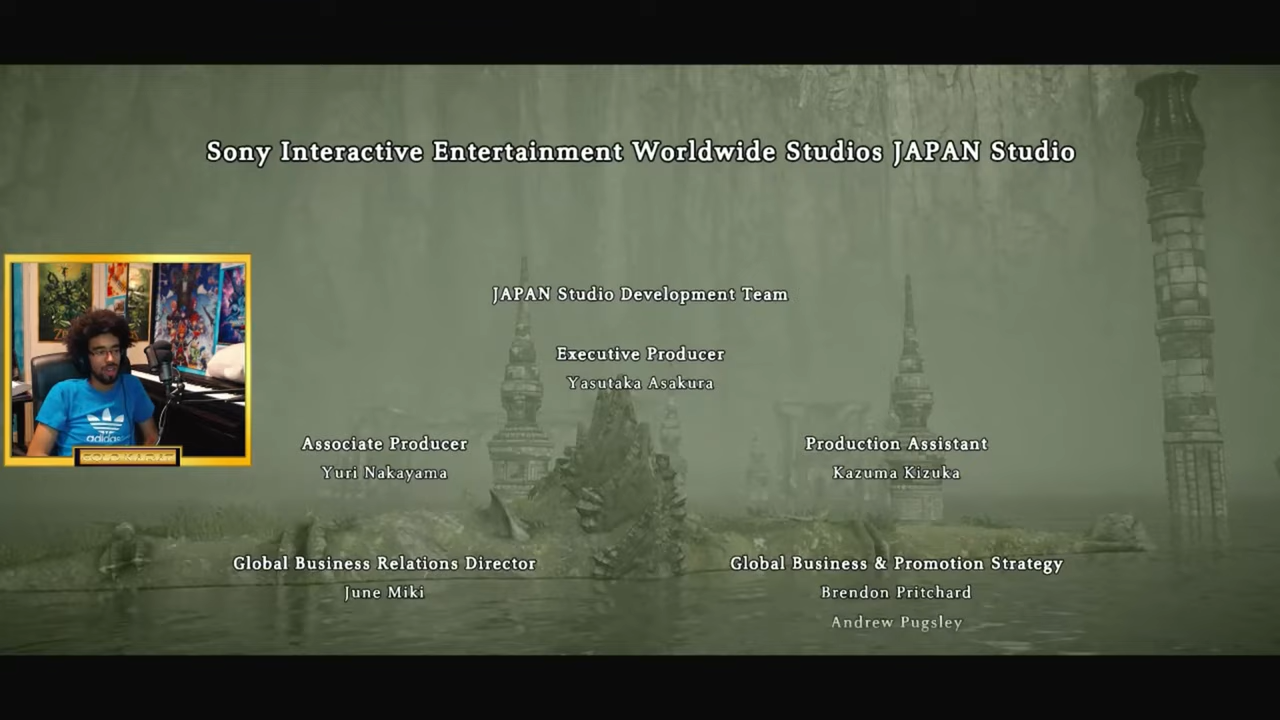 Sony Interactive Entertainment Worldwide Studios JAPAN Studio
JAPAN Studio Development Team
Executive Producer
Yasutaka Asakura
Associate Producer
Yuri Nakayama
Production Assistant
Kazuma Kizuka
Global Business Relations Director
June Miki
Global Business & Promotion Strategy
Brendon Pritchard
Andrew Pugsley
adidas